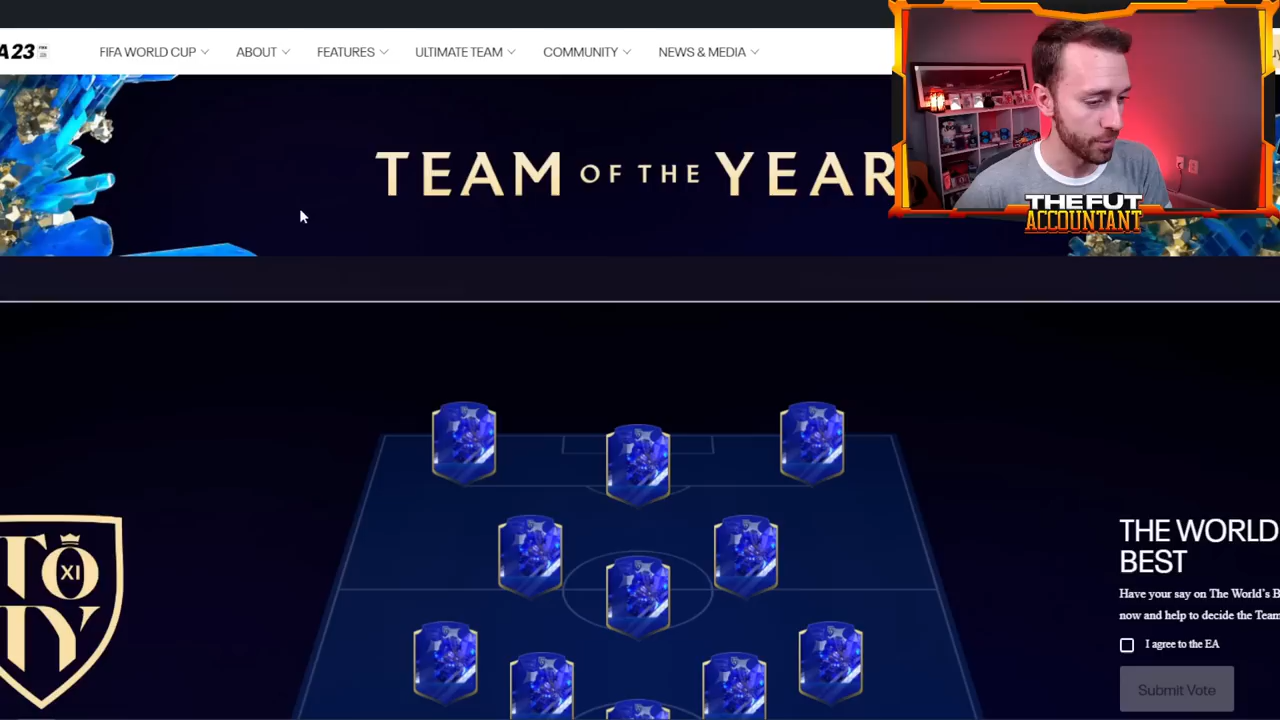 A 23
FIFA WORLD CUP
ABOUT
FEATURES
ULTIMATE TEAM
COMMUNITY
NEWS & MEDIA
TEAM OF THE YEAR
THE FUT
ACCOUNTANT
TOTY
XI
THE WORLD
BEST
Have your say on The World's B
now and help to decide the Team
I agree to the EA
Submit Vote